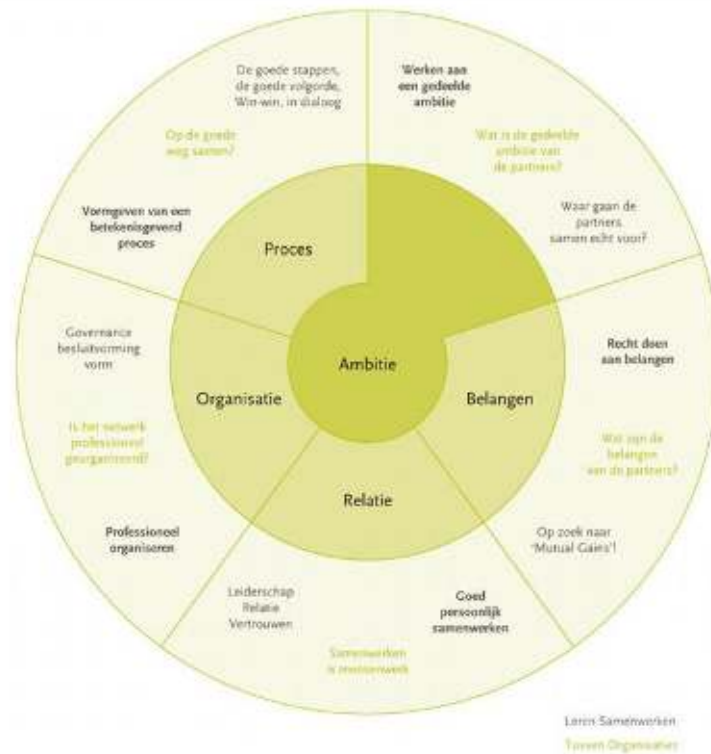 De goede stappen,
de goede volgorde,
Win-win, in dialoog
Op de goede
weg samen?
Vormgeven van een
betekenisgevend
proces
Werken aan
een gedeelde
ambitie
Wat is de gedeelde
ambitie van
de partners?
Waar gaan de
partners
samen echt voor?
Proces
Ambitie
Organisatie
Belangen
Relatie
Governance
besluitvorming
vorm
Is het netwerk
professioneel
georganiseerd?
Professioneel
organiseren
Recht doen
aan belangen
Wat zijn de
belangen
van de partners?
Op zoek naar
'Mutual Gains'!
Leiderschap
Relatie
Vertrouwen
Samenwerken
is mensenwerk
Goed
persoonlijk
samenwerken
Leren Samenwerken
Tussen Organisaties